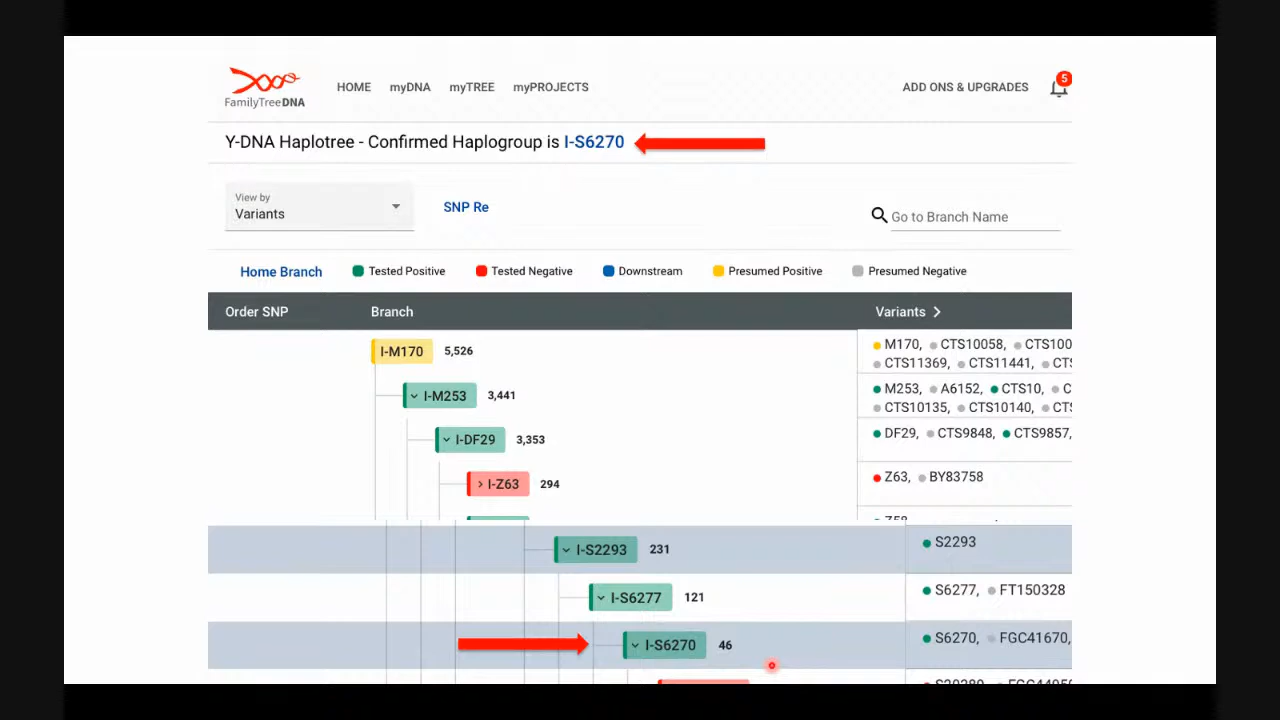 HOME myDNA myTREE myPROJECTS ADD ONS & UPGRADES 5
FamilyTreeDNA
Y-DNA Haplotree - Confirmed Haplogroup is I-S6270
View by
Variants
SNP Re
Go to Branch Name
Home Branch Tested Positive Tested Negative Downstream Presumed Positive Presumed Negative
Order SNP Branch Variants
I-M170 5,526 M170, CTS10058, CTS100
CTS11369, CTS11441, CTS
I-M253 3,441 M253, A6152, CTS10, C
CTS10135, CTS10140, CTS
I-DF29 3,353 DF29, CTS9848, CTS9857,
I-Z63 294 Z63, BY83758
I-S2293 231 S2293
I-S6277 121 S6277, FT150328
I-S6270 46 S6270, FGC41670,